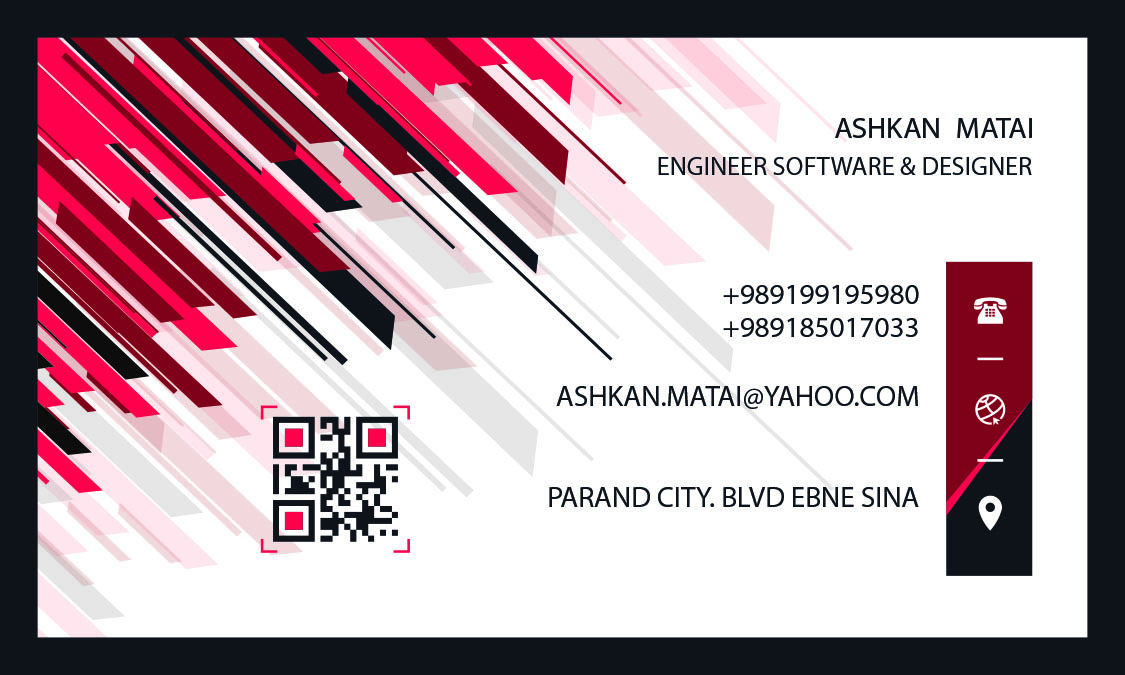 ASHKAN MATAI
ENGINEER SOFTWARE & DESIGNER
+989199195980
+989185017033
ASHKAN.MATAI@YAHOO.COM
PARAND CITY. BLVD EBNE SINA